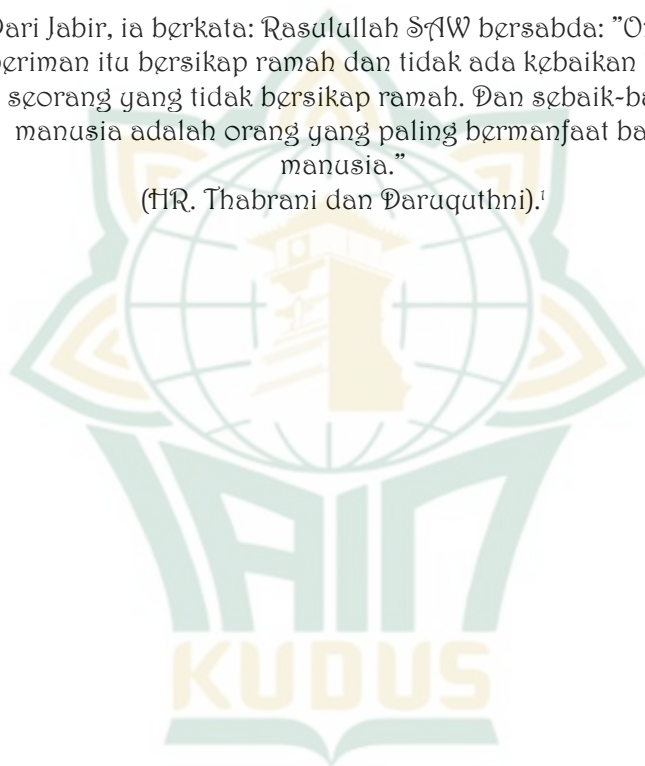 Dari Jabir, ia berkata: Rasulullah SAW bersabda: "O
beriman itu bersikap ramah dan tidak ada kebaikan
seorang yang tidak bersikap ramah. Dan sebaik-ba
manusia adalah orang yang paling bermanfaat ba
manusia."
(HR. Thabrani dan Daruquthni).¹
IAIN
KUDUS